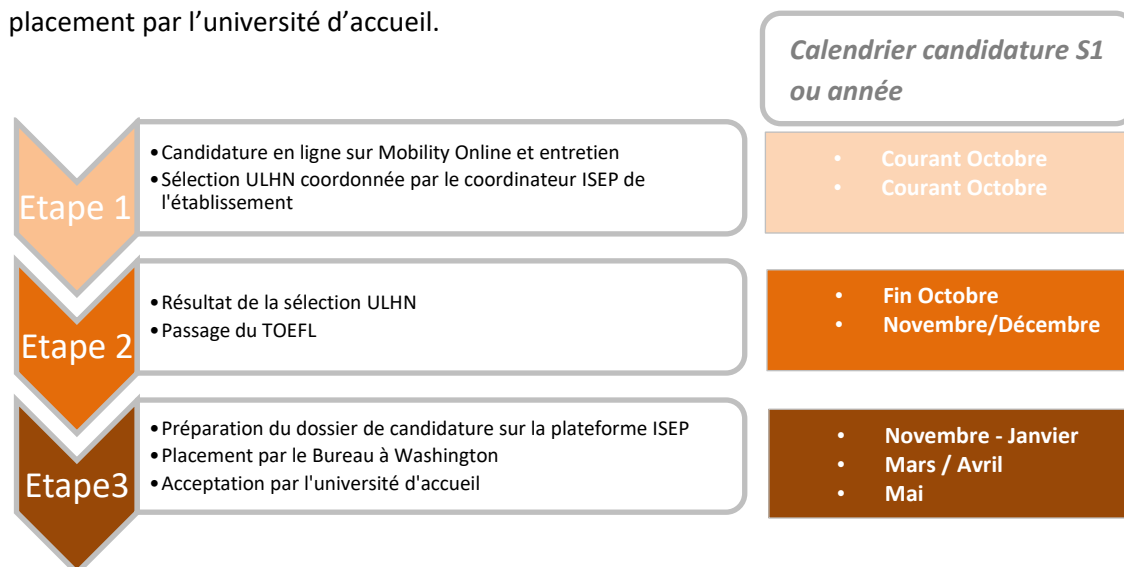 placement par l’université d’accueil.
Calendrier candidature S1
ou année
Etape 1
•Candidature en ligne sur Mobility Online et entretien
•Sélection ULHN coordonnée par le coordinateur ISEP de
l'établissement
• Courant Octobre
• Courant Octobre
Etape 2
•Résultat de la sélection ULHN
•Passage du TOEFL
• Fin Octobre
• Novembre/Décembre
Etape3
•Préparation du dossier de candidature sur la plateforme ISEP
•Placement par le Bureau à Washington
•Acceptation par l'université d'accueil
• Novembre - Janvier
• Mars / Avril
• Mai